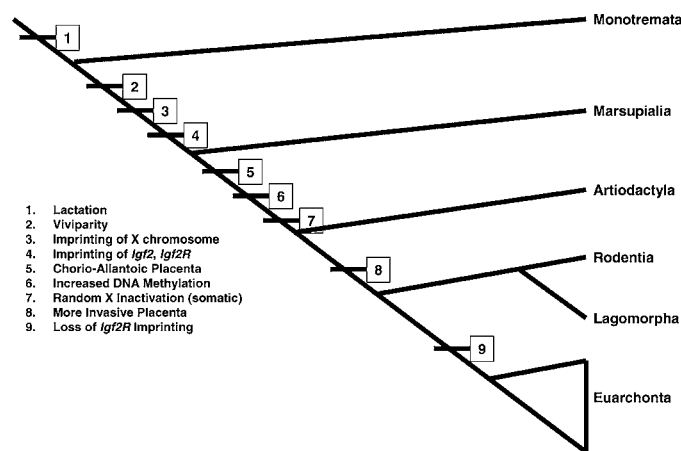 Monotremata
1
2
3
Marsupialia
4
5
Artiodactyla
6
7
1. Lactation
2. Viviparity
3. Imprinting of X chromosome
4. Imprinting of Igf2, Igf2R
5. Chorio-Allantoic Placenta
6. Increased DNA Methylation
7. Random X Inactivation (somatic)
8. More Invasive Placenta
9. Loss of Igf2R Imprinting
Rodentia
8
Lagomorpha
9
Euarchonta